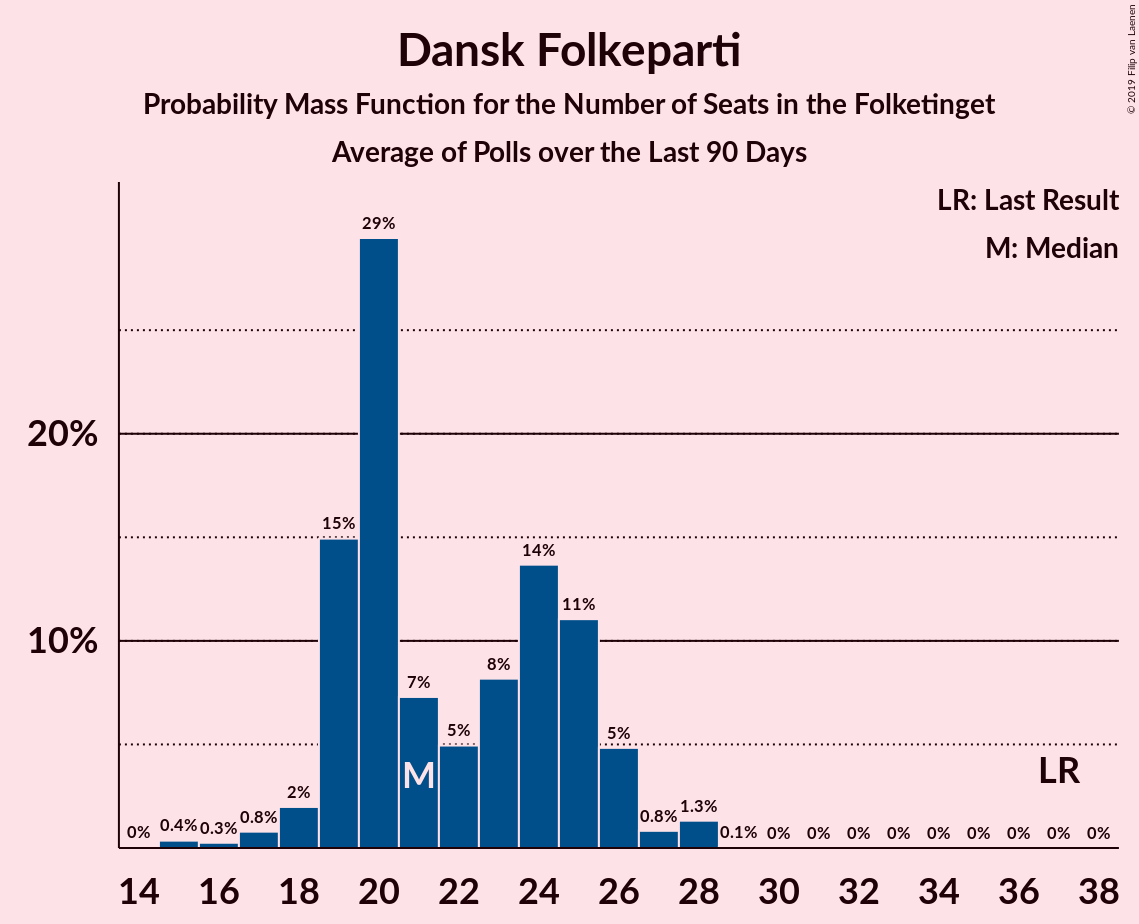 Dansk Folkeparti
Probability Mass Function for the Number of Seats in the Folketinget
Average of Polls over the Last 90 Days
© 2019 Filip van Laenen
LR: Last Result
M: Median
29%
20%
15%
14%
11%
10%
8%
7%
5%
5%
M
LR
2%
1.3%
0% 0.4% 0.3% 0.8% 0.8% 0.1% 0% 0% 0% 0% 0% 0% 0% 0% 0%
14 16 18 20 22 24 26 28 30 32 34 36 38